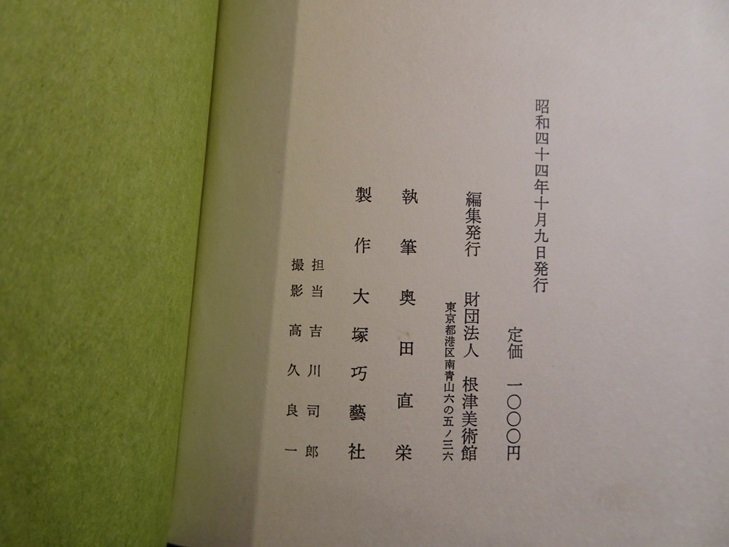 昭和四十四年十月九日発行
定価 一〇〇〇円
編集発行 財団法人 根津美術館
東京都港区南青山六の五ノ三六
執筆 奥田直栄
製作 大塚巧藝社
担当 吉川司郎
撮影 高久良一